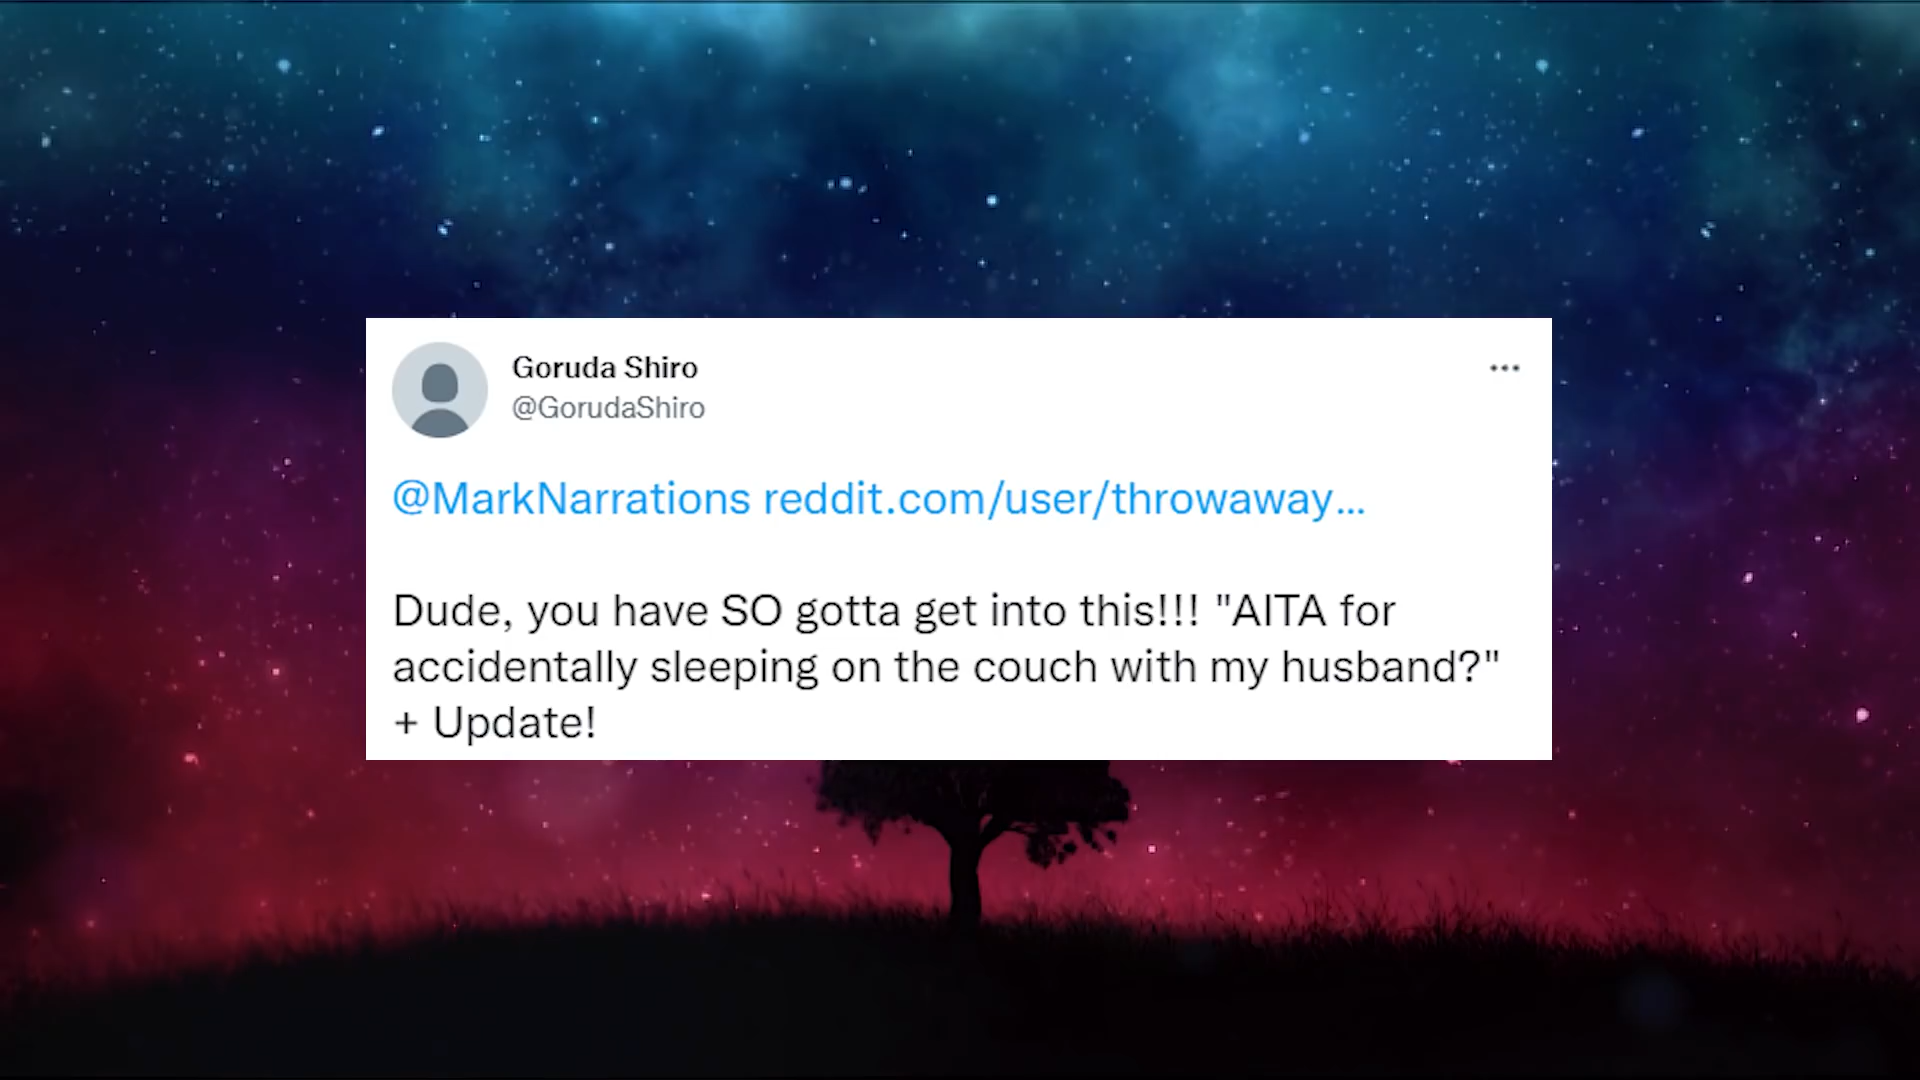 Goruda Shiro
@GorudaShiro
@MarkNarrations reddit.com/user/throwaway...
Dude, you have SO gotta get into this!!! "AITA for
accidentally sleeping on the couch with my husband?"
+ Update!